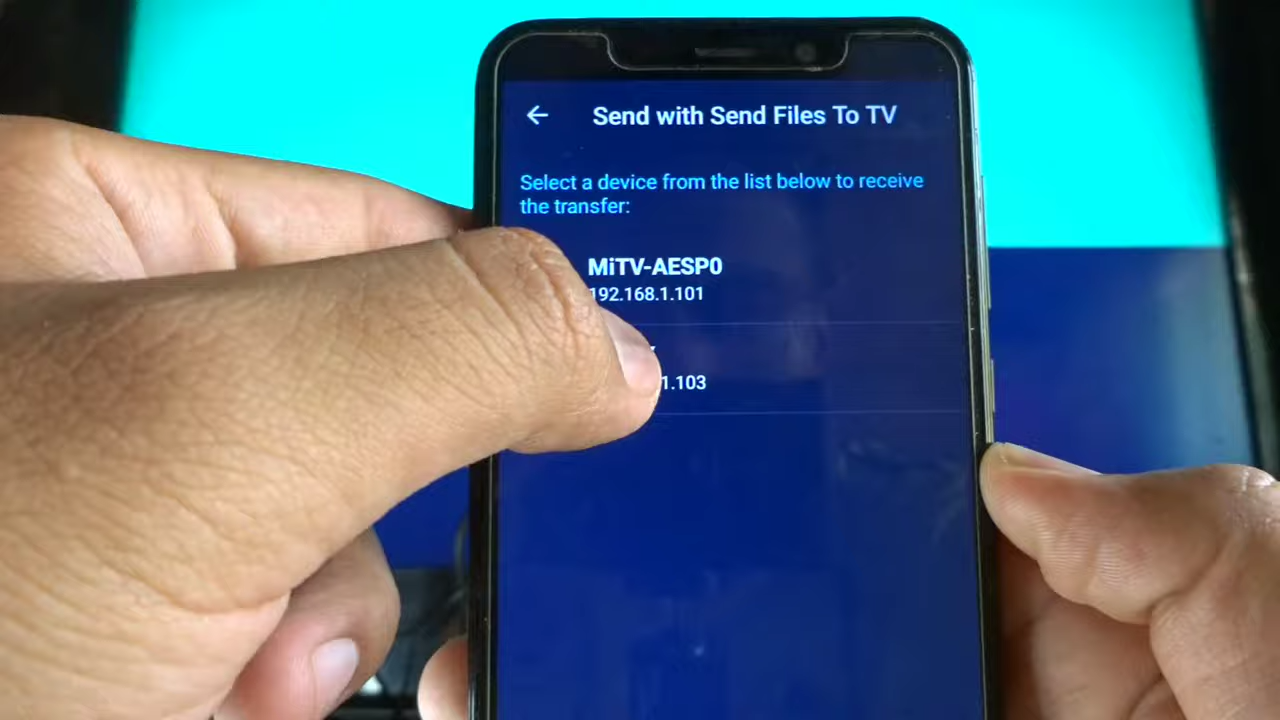 Send with Send Files To TV
Select a device from the list below to receive
the transfer:
MiTV-AESP0
192.168.1.101
1.103